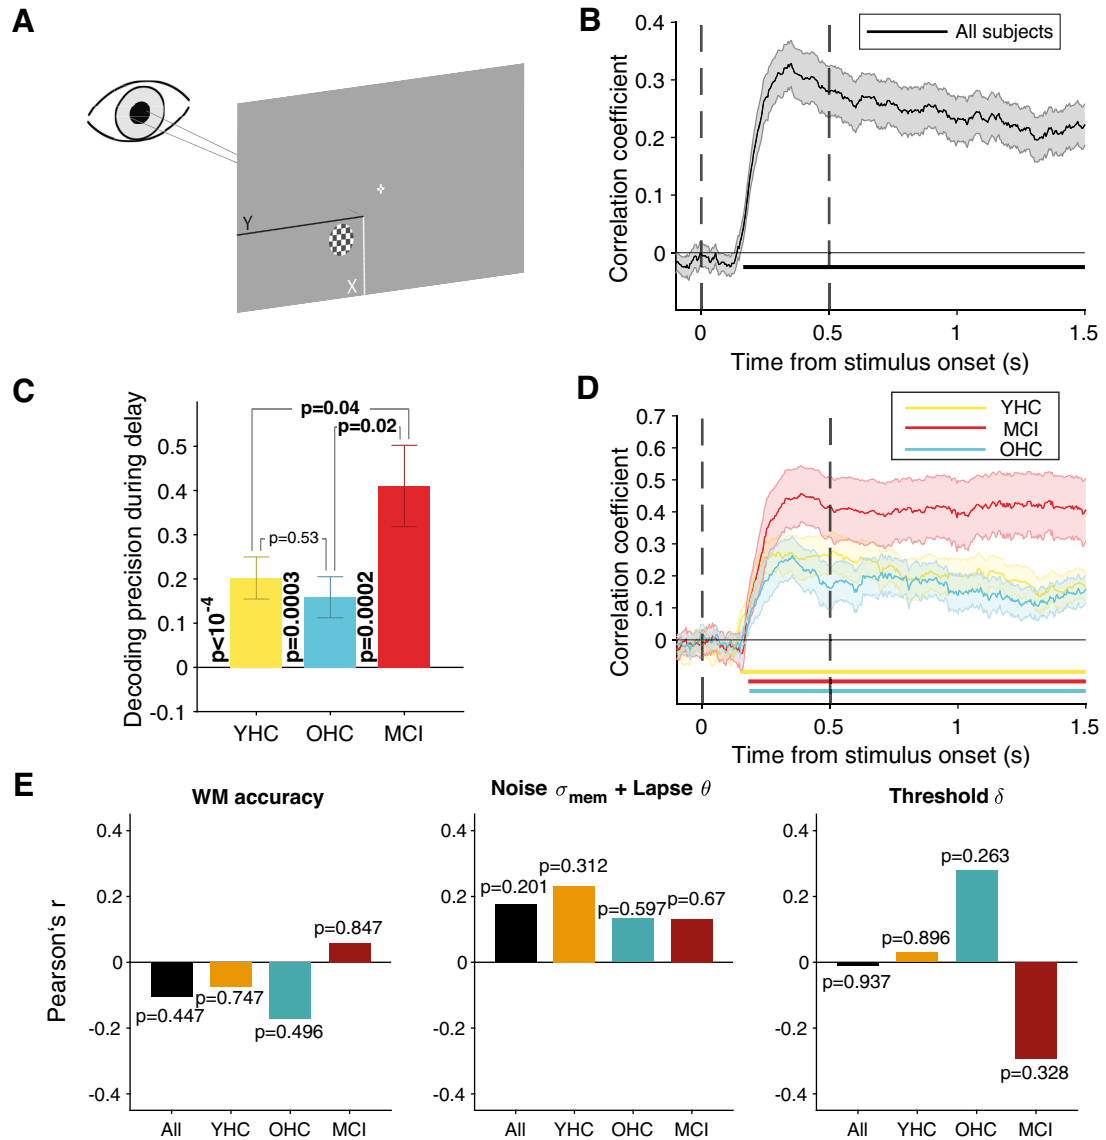 A
Y
X
B
All subjects
Correlation coefficient
0.4
0.3
0.2
0.1
0
0 0.5 1 1.5
Time from stimulus onset (s)
C
Decoding precision during delay
0.5
0.4
0.3
0.2
0.1
0
-0.1
p=0.04
p=0.02
p=0.53
p<10-4
p=0.0003
p=0.0002
YHC OHC MCI
D
YHC
MCI
OHC
Correlation coefficient
0.7
0.6
0.5
0.4
0.3
0.2
0.1
0
0 0.5 1 1.5
Time from stimulus onset (s)
E
Pearson's r
WM accuracy
0.4
0.2
0
-0.2
-0.4
p=0.447
p=0.747
p=0.496
p=0.847
All YHC OHC MCI
Noise σmem + Lapse θ
0.4
0.2
0
-0.2
-0.4
p=0.201
p=0.312
p=0.597
p=0.67
All YHC OHC MCI
Threshold δ
0.4
0.2
0
-0.2
-0.4
p=0.937
p=0.896
p=0.263
p=0.328
All YHC OHC MCI